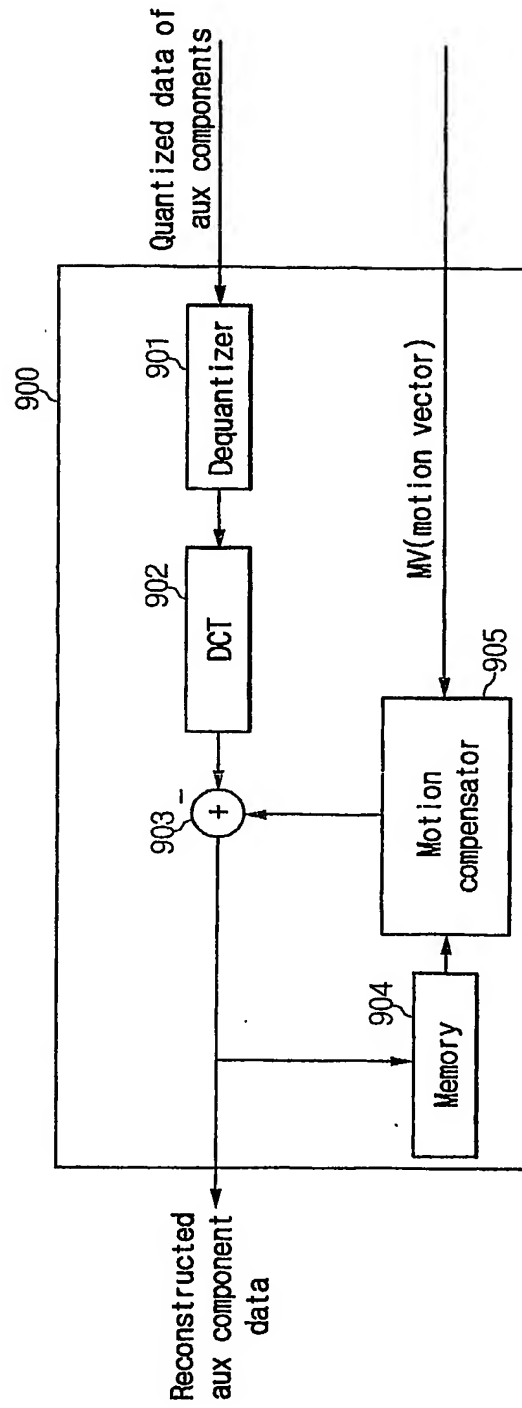 900
Quantized data of
aux components
901
Dequantizer
902
DCT
903
−
+
Reconstructed
aux component
data
904
Memory
Motion
compensator
905
MV(motion vector)